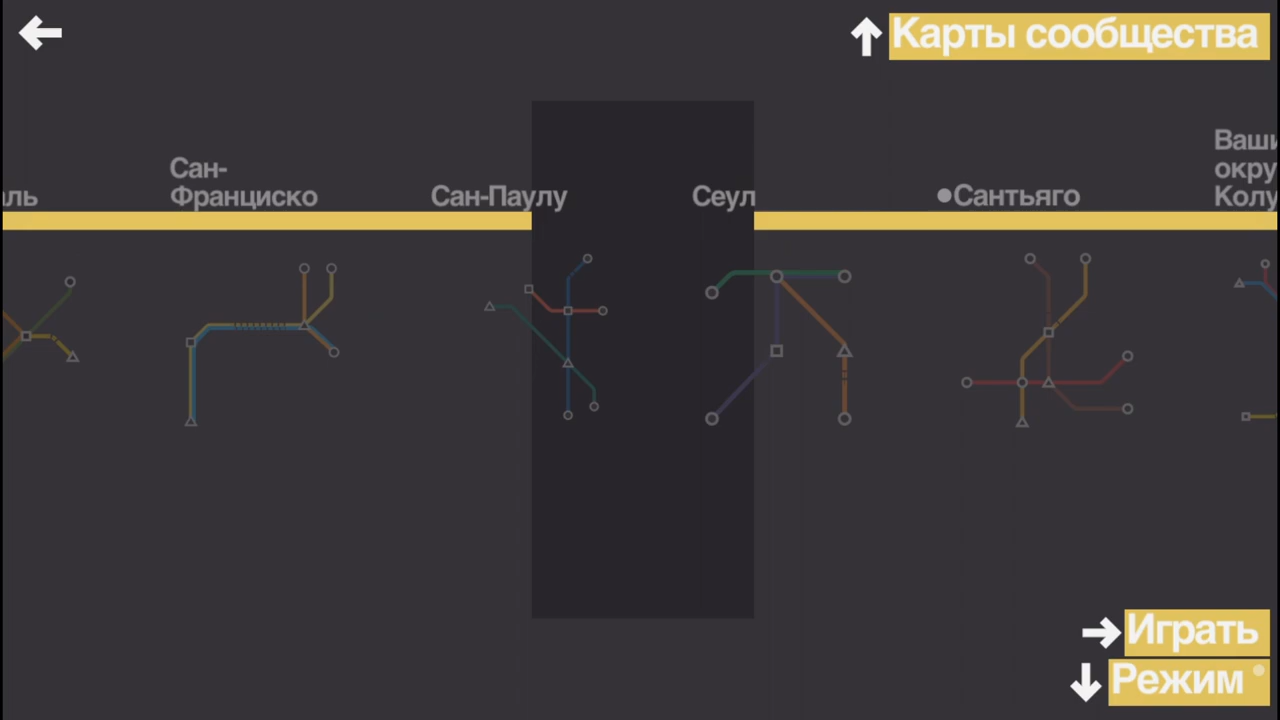 Карты сообщества
Сан-
Франциско
Сан-Паулу
Сеул
Сантьяго
Играть
Режим